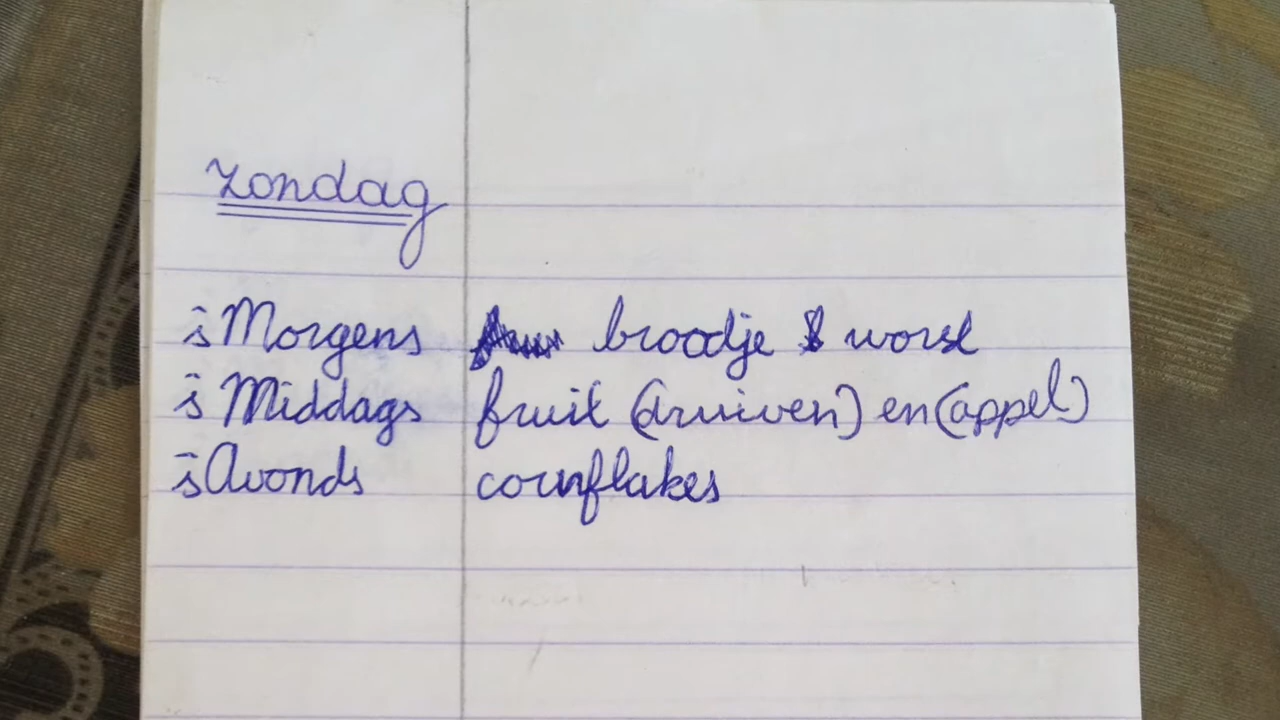 Zondag
's Morgens broodje worst
's Middags fruit (druiven) en (appel)
's Avonds cornflakes